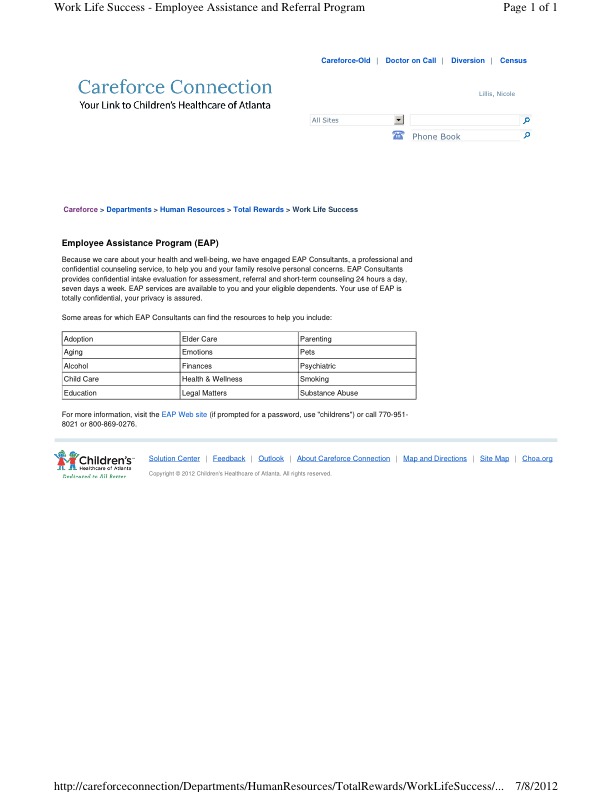 Work Life Success - Employee Assistance and Referral Program Page 1 of 1
Careforce-Old | Doctor on Call | Diversion | Census
Careforce Connection
Your Link to Children's Healthcare of Atlanta
Lillis, Nicole
All Sites
Phone Book
Careforce > Departments > Human Resources > Total Rewards > Work Life Success
Employee Assistance Program (EAP)
Because we care about your health and well-being, we have engaged EAP Consultants, a professional and
confidential counseling service, to help you and your family resolve personal concerns. EAP Consultants
provides confidential intake evaluation for assessment, referral and short-term counseling 24 hours a day,
seven days a week. EAP services are available to you and your eligible dependents. Your use of EAP is
totally confidential, your privacy is assured.
Some areas for which EAP Consultants can find the resources to help you include:
Adoption Elder Care Parenting
Aging Emotions Pets
Alcohol Finances Psychiatric
Child Care Health & Wellness Smoking
Education Legal Matters Substance Abuse
For more information, visit the EAP Web site (if prompted for a password, use "childrens") or call 770-951-
8021 or 800-869-0276.
Children's
Healthcare of Atlanta
Dedicated to All Better
Solution Center | Feedback | Outlook | About Careforce Connection | Map and Directions | Site Map | Choa.org
Copyright © 2012 Children's Healthcare of Atlanta. All rights reserved.
http://careforceconnection/Departments/HumanResources/TotalRewards/WorkLifeSuccess/... 7/8/2012